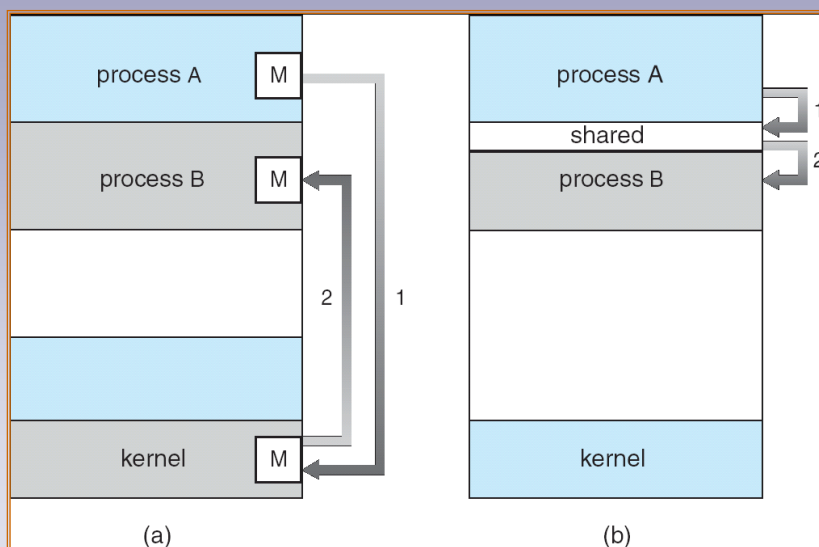 process A
M
process B
M
2
1
kernel
M
(a)
process A
1
shared
2
process B
kernel
(b)